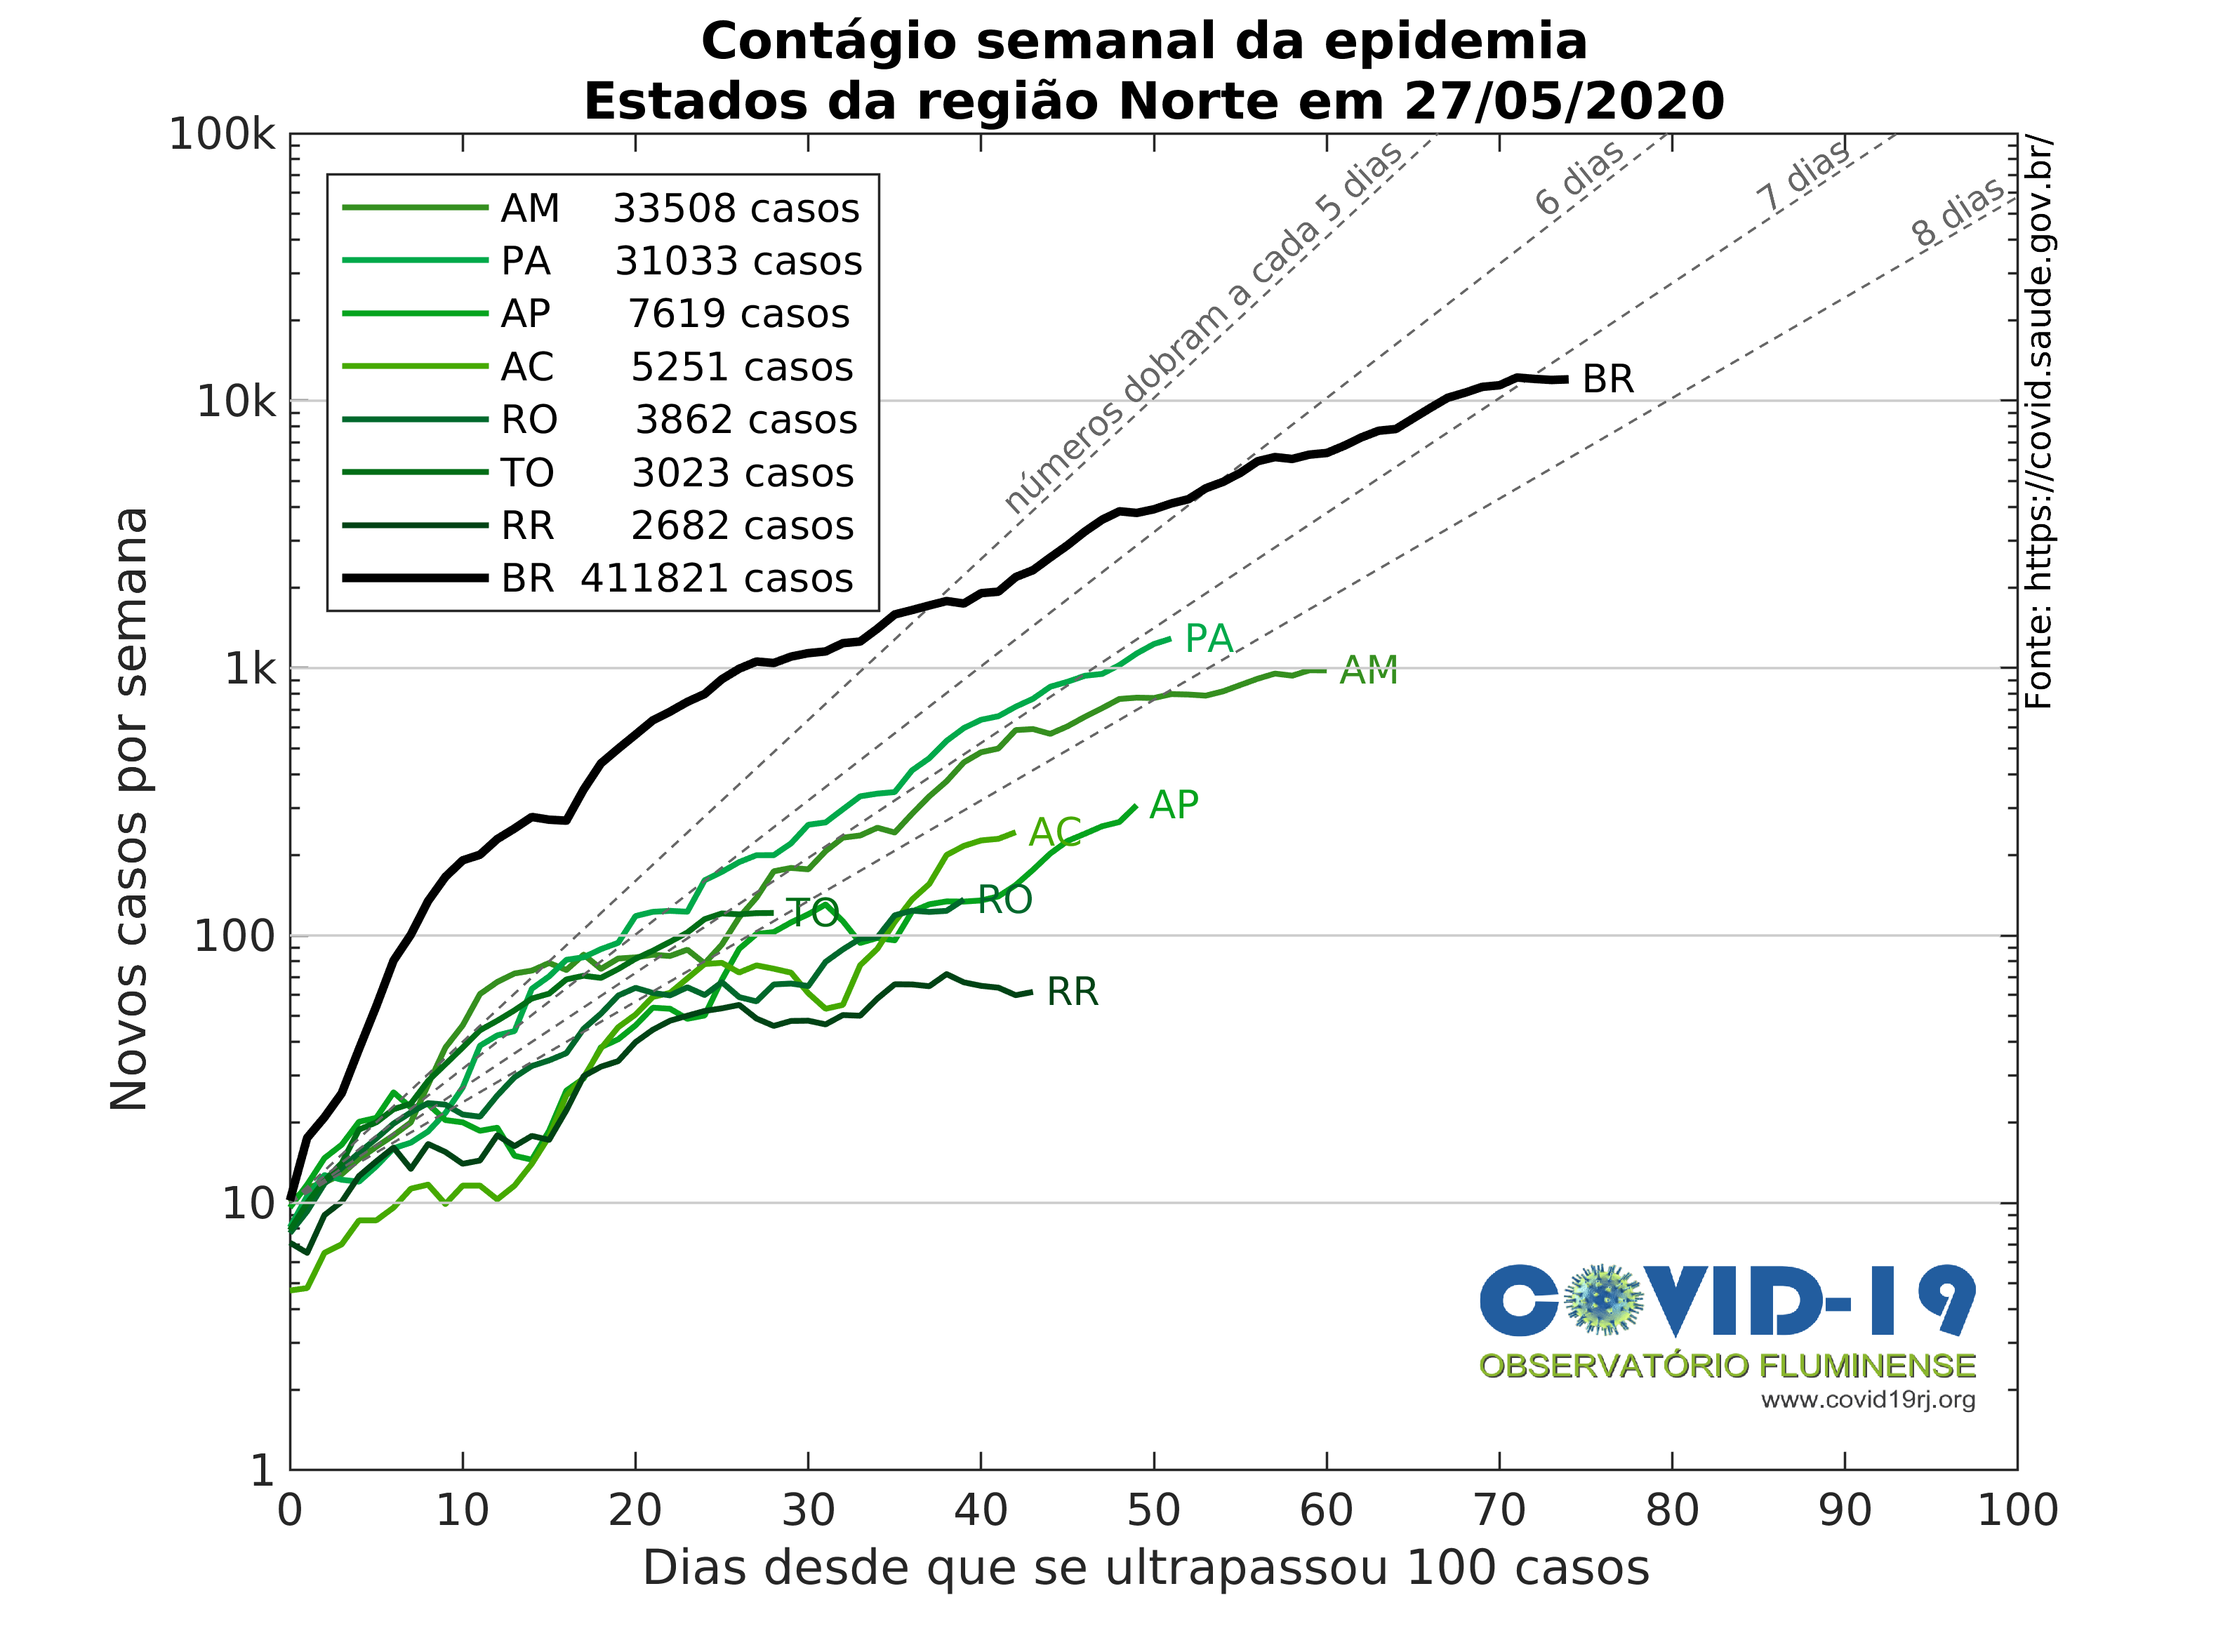 Contágio semanal da epidemia
Estados da região Norte em 27/05/2020
100k
10k
1k
100
10
1
Novos casos por semana
AM 33508 casos
PA 31033 casos
AP 7619 casos
AC 5251 casos
RO 3862 casos
TO 3023 casos
RR 2682 casos
BR 411821 casos
números dobram a cada 5 dias
6 dias
7 dias
8 dias
BR
PA
AM
AP
AC
RO
TO
RR
Fonte: https://covid.saude.gov.br/
COVID-19
OBSERVATÓRIO FLUMINENSE
www.covid19rj.org
0 10 20 30 40 50 60 70 80 90 100
Dias desde que se ultrapassou 100 casos